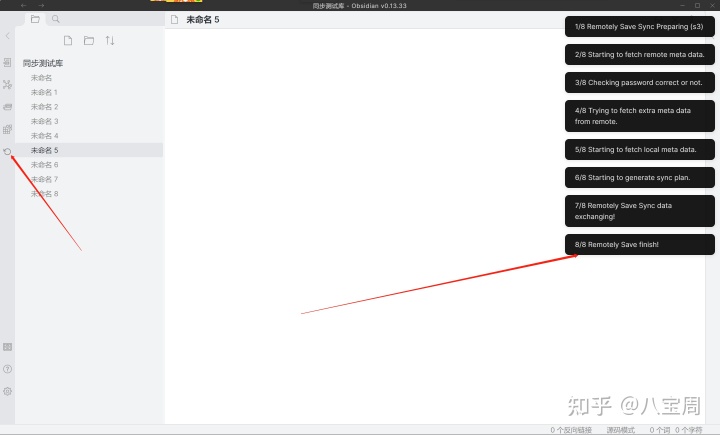 同步测试库 - Obsidian v0.13.33
未命名 5
同步测试库
未命名
未命名 1
未命名 2
未命名 3
未命名 4
未命名 5
未命名 6
未命名 7
未命名 8
1/8 Remotely Save Sync Preparing (s3)
2/8 Starting to fetch remote meta data.
3/8 Checking password correct or not.
4/8 Trying to fetch extra meta data
from remote.
5/8 Starting to fetch local meta data.
6/8 Starting to generate sync plan.
7/8 Remotely Save Sync data
exchanging!
8/8 Remotely Save finish!
知乎 @八宝周
0 个反向链接 源码模式 0 个词 0 个字符